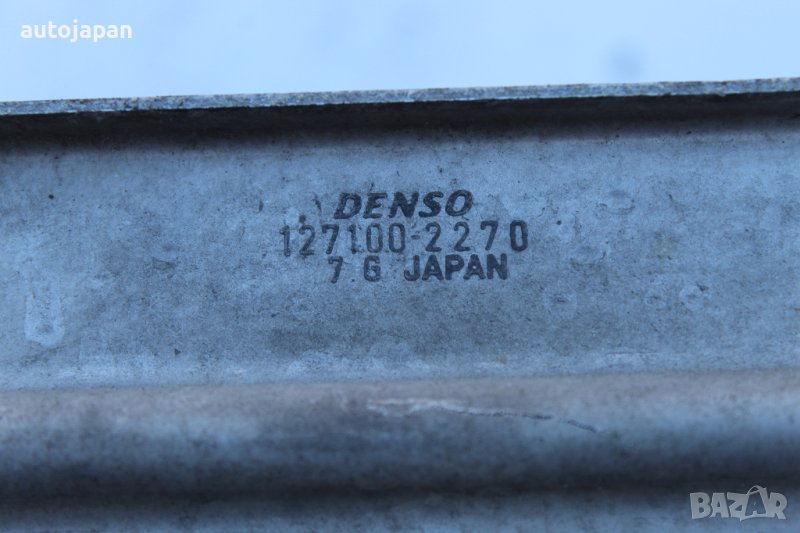 autojapan
DENSO
127100-2270
7 G JAPAN
BAZAR